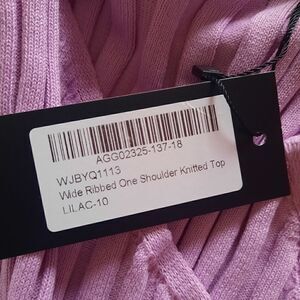 AGG02325-137-18
WJBYQ1113
Wide Ribbed One Shoulder Knitted Top
LILAC-10